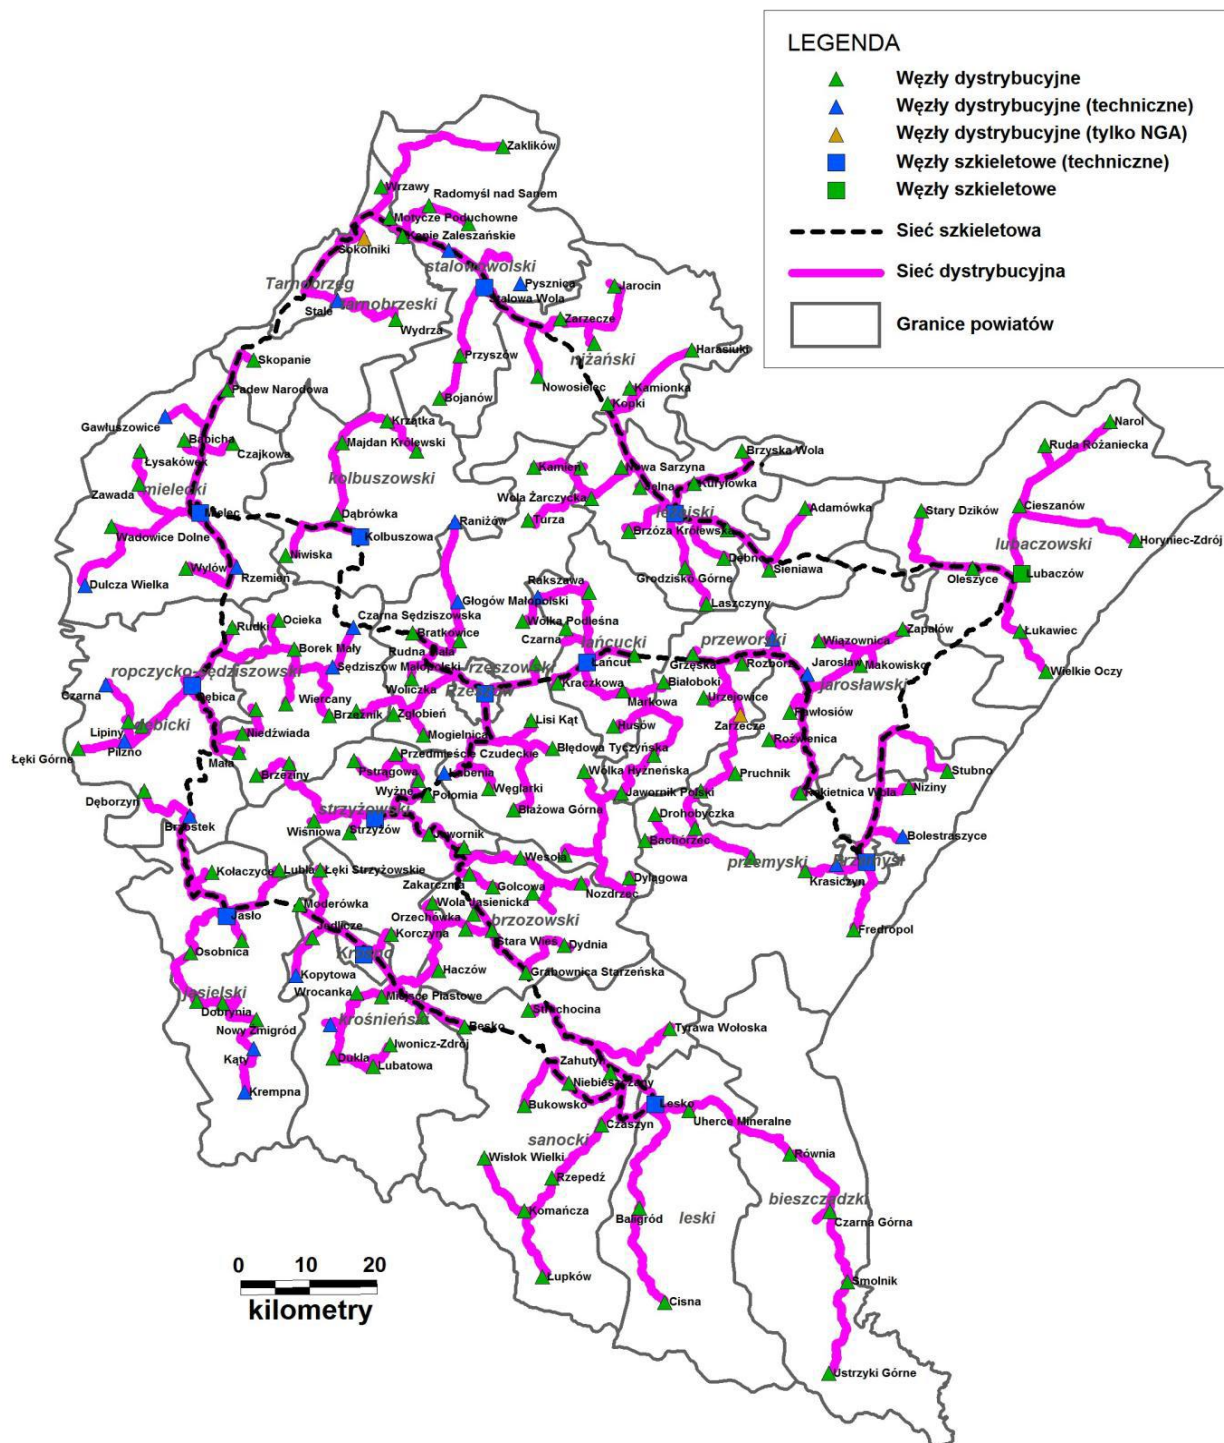 LEGENDA
Węzły dystrybucyjne
Węzły dystrybucyjne (techniczne)
Węzły dystrybucyjne (tylko NGA)
Węzły szkieletowe (techniczne)
Węzły szkieletowe
Sieć szkieletowa
Sieć dystrybucyjna
Granice powiatów
Zaklików
Wrzawy
Radomyśl nad Sanem
Motycze Poduchowne
Kępie Zaleszańskie
Sokolniki
stalowowolski
Tarnobrzeg
Pysznica
Jarocin
Stalowa Wola
Stale
tarnobrzeski
Wydrza
Zarzecze
niżański
Harasiuki
Skopanie
Przyszów
Nowosielec
Kamionka
Padew Narodowa
Bojanów
Kopki
Gawłuszowice
Krzątka
Narol
Babicha
Czajkowa
Majdan Królewski
Ruda Różaniecka
Łysakówek
Brzyska Wola
kolbuszowski
Kamień
Nowa Sarzyna
Zawada
mielecki
Jelna
Kuryłówka
Wola Żarczycka
Cieszanów
Mielec
Dąbrówka
Raniżów
Turza
leżajski
Adamówka
Stary Dzików
Wadowice Dolne
Kolbuszowa
Brzóza Królewska
Horyniec-Zdrój
lubaczowski
Niwiska
Dębno
Wylów
Rzemień
Sieniawa
Oleszyce
Lubaczów
Dulcza Wielka
Rakszawa
Grodzisko Górne
Głogów Małopolski
Laszczyny
Czarna Sędziszowska
Ocieka
Rudki
Bratkowice
Wólka Podleśna
Zapałów
Łukawiec
Czarna
łańcucki
przeworski
Wiązownica
Borek Mały
Rudna Mała
Sędziszów Małopolski
rzeszowski
Łańcut
Grzęska
Rozbórz
Jarosław
Makowisko
Wielkie Oczy
ropczycko-sędziszowski
Woliczka
Rzeszów
Kraczkowa
Białoboki
jarosławski
Czarna
Dębica
Wiercany
Markowa
Urzejowice
Brzeźnik
Zgłobień
Lisi Kąt
Husów
Zarzecze
Pawłosiów
Lipiny
dębicki
Niedźwiada
Mogielnica
Łęki Górne
Pilzno
Mała
Przedmieście Czudeckie
Błędowa Tyczyńska
Roźwienica
Brzeziny
Pstrągowa
Lubenia
Wólka Hyżneńska
Pruchnik
Stubno
Wyżne
Węglarki
Dęborzyn
Połomia
Jawornik Polski
Rokietnica Wola
Niziny
strzyżowski
Błażowa Górna
Drohobyczka
Brzostek
Wiśniowa
Strzyżów
Jawornik
Bachórzec
Bolestraszyce
przemyski
Przemyśl
Kołaczyce
Lubla
Łęki Strzyżowskie
Wesoła
Krasiczyn
Zakarczma
Golcowa
Nozdrzec
Dylągowa
Wola Jasienicka
Moderówka
Orzechówka
brzozowski
Jasło
Jedlicze
Korczyna
Stara Wieś
Fredropol
Krosno
Dydnia
Osobnica
Kopytowa
Haczów
Grabownica Starzeńska
jasielski
Wrocanka
Miejsce Piastowe
Dobrynia
krośnieński
Strachocina
Nowy Żmigród
Besko
Tyrawa Wołoska
Iwonicz-Zdrój
Kąty
Dukla
Lubatowa
Zahutyń
Niebieszczany
Krempna
Bukowsko
Lesko
Uherce Mineralne
Czaszyn
sanocki
Wisłok Wielki
Równia
Rzepedź
bieszczadzki
Komańcza
Baligród
leski
Czarna Górna
Łupków
Smolnik
Cisna
Ustrzyki Górne
0 10 20
kilometry